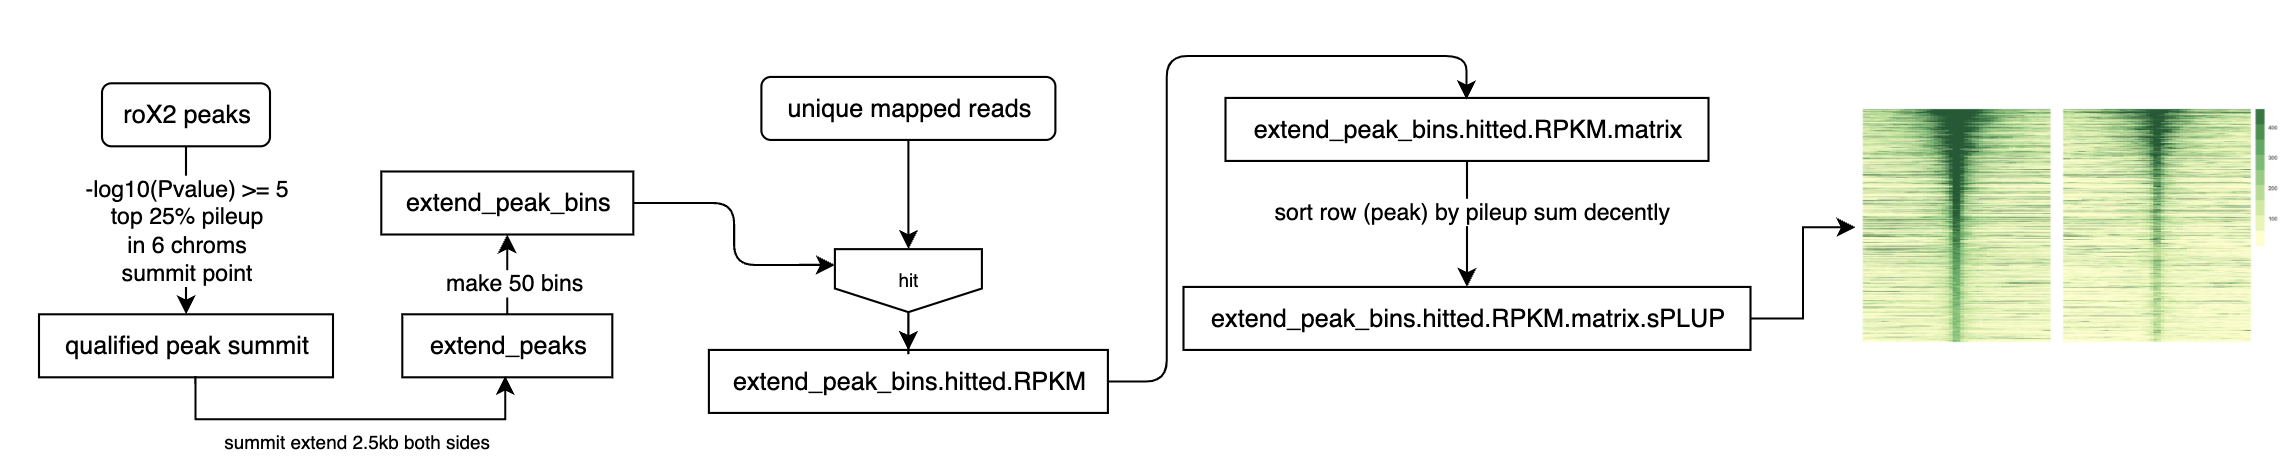 roX2 peaks
-log10(Pvalue) >= 5
top 25% pileup
in 6 chroms
summit point
qualified peak summit
summit extend 2.5kb both sides
extend_peaks
make 50 bins
extend_peak_bins
unique mapped reads
hit
extend_peak_bins.hitted.RPKM
extend_peak_bins.hitted.RPKM.matrix
sort row (peak) by pileup sum decently
extend_peak_bins.hitted.RPKM.matrix.sPLUP
400
300
200
100